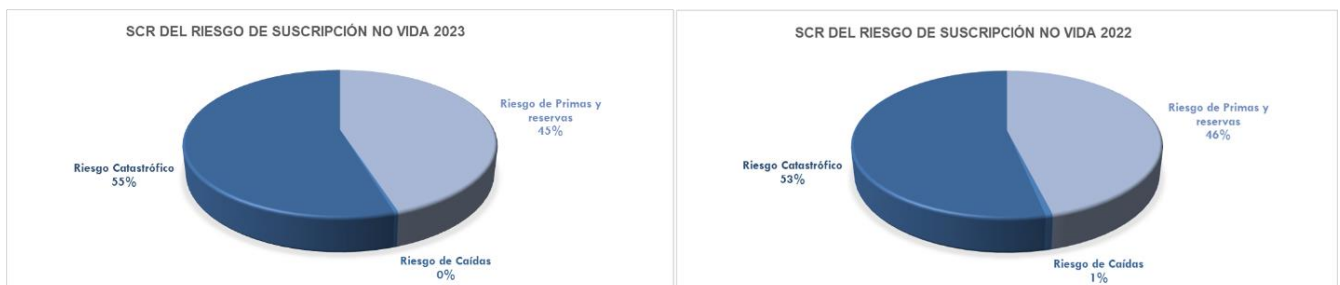 SCR DEL RIESGO DE SUSCRIPCIÓN NO VIDA 2023
Riesgo de Primas y
reservas
45%
Riesgo Catastrófico
55%
Riesgo de Caídas
0%
SCR DEL RIESGO DE SUSCRIPCIÓN NO VIDA 2022
Riesgo de Primas y
reservas
46%
Riesgo Catastrófico
53%
Riesgo de Caídas
1%